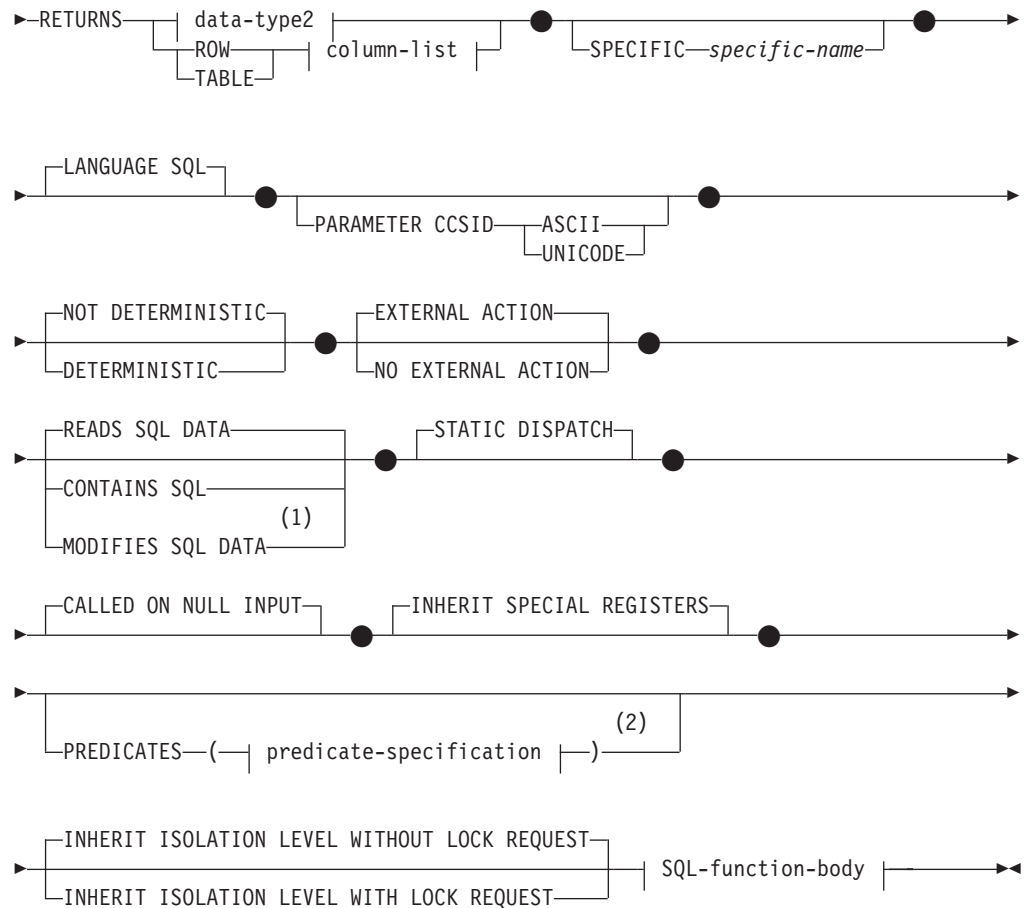 RETURNS data-type2
ROW column-list SPECIFIC specific-name
TABLE
LANGUAGE SQL
PARAMETER CCSID ASCII
UNICODE
NOT DETERMINISTIC EXTERNAL ACTION
DETERMINISTIC NO EXTERNAL ACTION
READS SQL DATA STATIC DISPATCH
CONTAINS SQL
(1)
MODIFIES SQL DATA
CALLED ON NULL INPUT INHERIT SPECIAL REGISTERS
(2)
PREDICATES ( predicate-specification )
INHERIT ISOLATION LEVEL WITHOUT LOCK REQUEST
SQL-function-body
INHERIT ISOLATION LEVEL WITH LOCK REQUEST